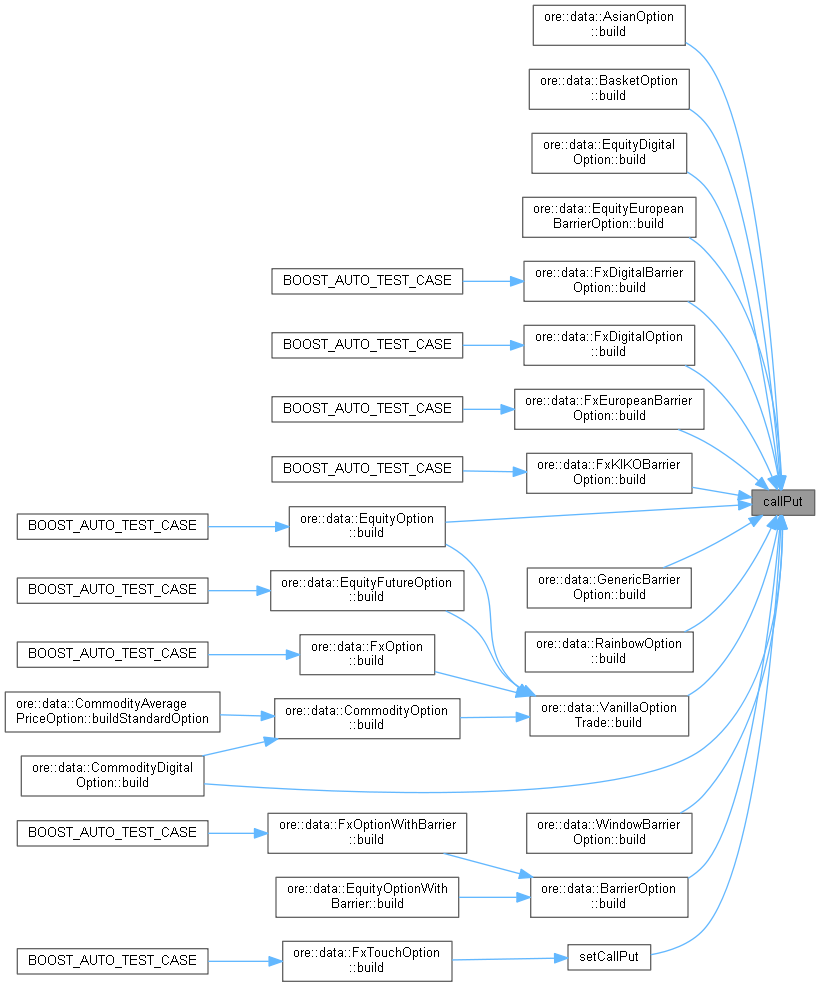 ore::data::AsianOption
::build
ore::data::BasketOption
::build
ore::data::EquityDigital
Option::build
ore::data::EquityEuropean
BarrierOption::build
BOOST_AUTO_TEST_CASE
ore::data::FxDigitalBarrier
Option::build
BOOST_AUTO_TEST_CASE
ore::data::FxDigitalOption
::build
BOOST_AUTO_TEST_CASE
ore::data::FxEuropeanBarrier
Option::build
BOOST_AUTO_TEST_CASE
ore::data::FxKIKOBarrier
Option::build
callPut
BOOST_AUTO_TEST_CASE
ore::data::EquityOption
::build
BOOST_AUTO_TEST_CASE
ore::data::EquityFutureOption
::build
ore::data::GenericBarrier
Option::build
BOOST_AUTO_TEST_CASE
ore::data::FxOption
::build
ore::data::RainbowOption
::build
ore::data::CommodityAverage
PriceOption::buildStandardOption
ore::data::CommodityOption
::build
ore::data::VanillaOption
Trade::build
ore::data::CommodityDigital
Option::build
BOOST_AUTO_TEST_CASE
ore::data::FxOptionWithBarrier
::build
ore::data::WindowBarrier
Option::build
ore::data::EquityOptionWith
Barrier::build
ore::data::BarrierOption
::build
BOOST_AUTO_TEST_CASE
ore::data::FxTouchOption
::build
setCallPut